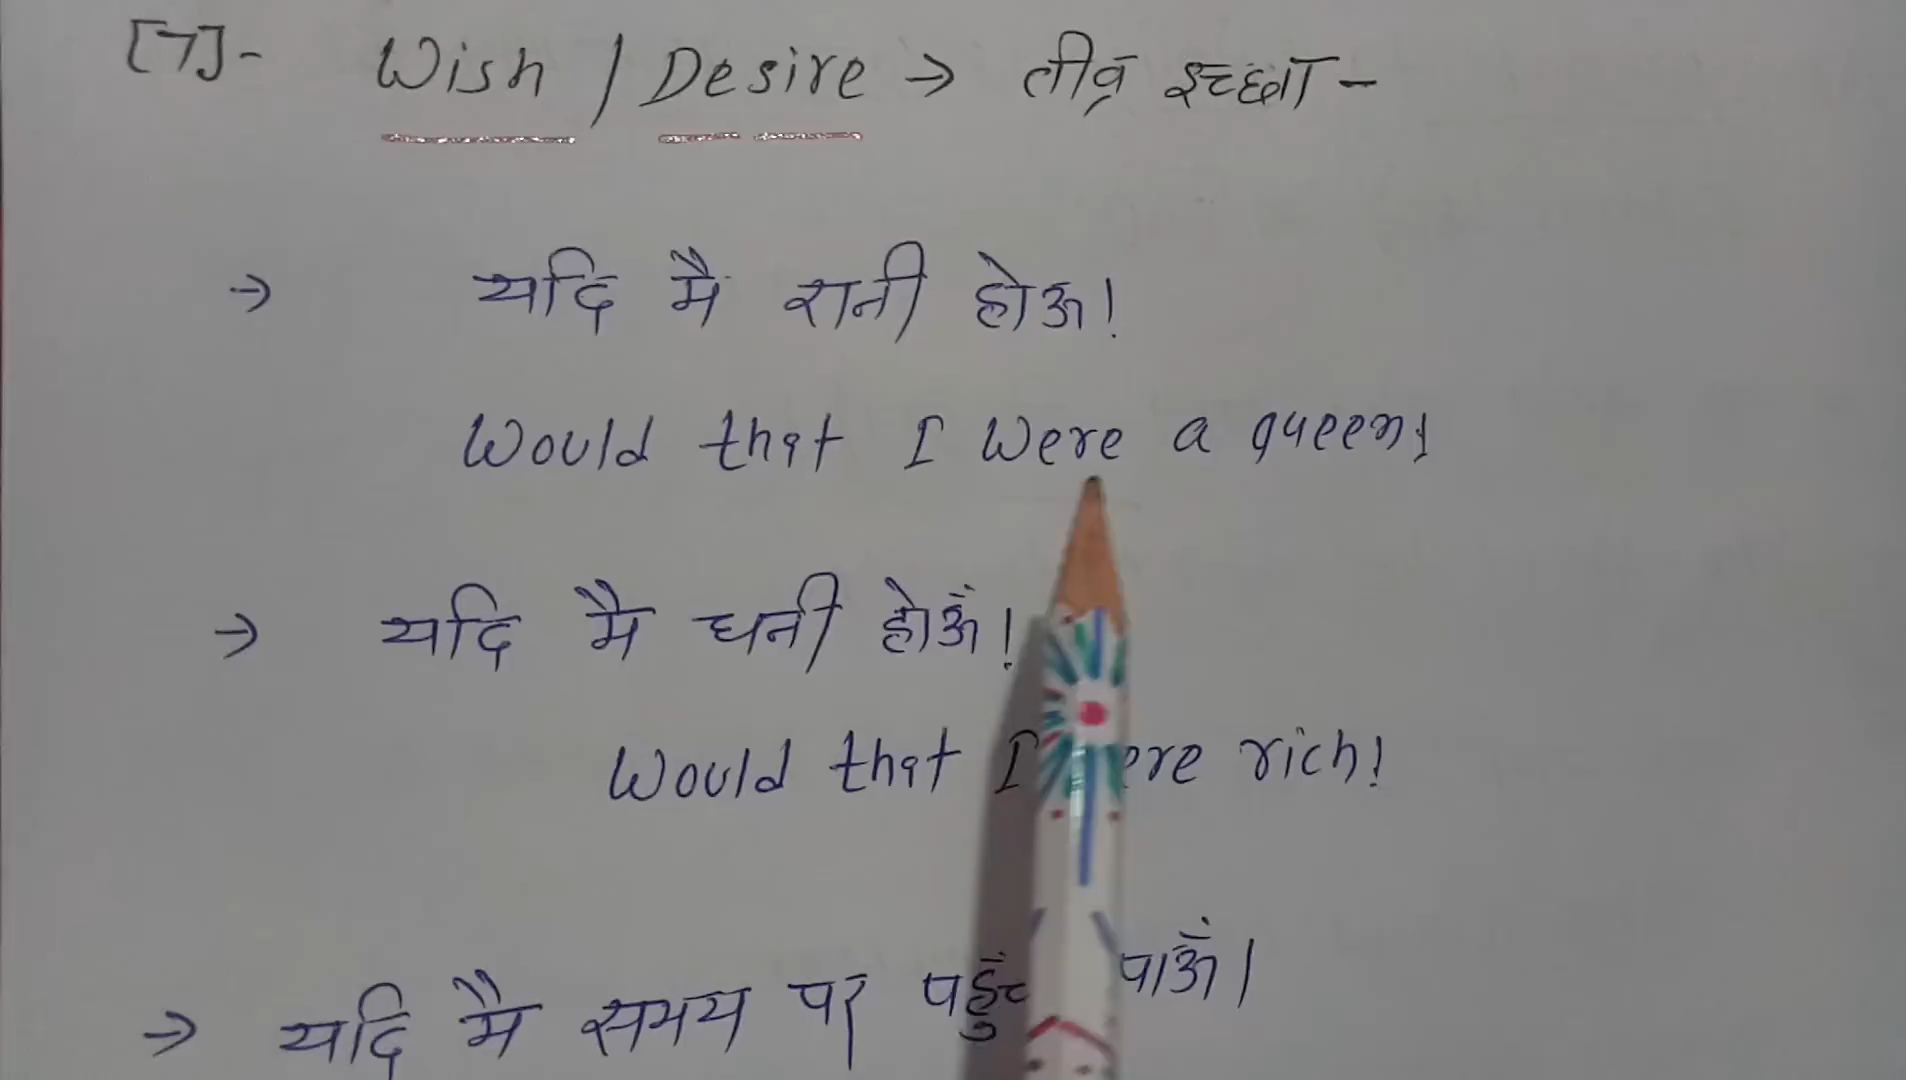 [7]- Wish / Desire → तीव्र इच्छा -
→ यदि मै रानी होऊ!
Would that I were a queen!
→ यदि मै धनी होऊँ!
Would that I rich!
→ यदि मै समय पर पाऊँ।